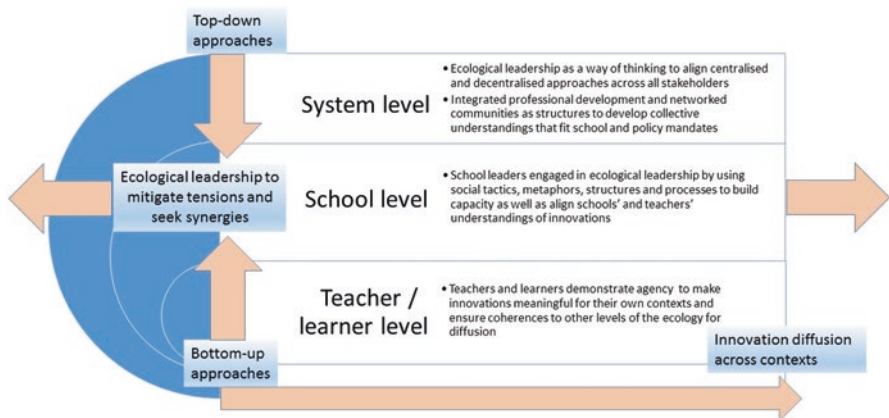 Top-down
approaches
System level
• Ecological leadership as a way of thinking to align centralised
and decentralised approaches across all stakeholders
• Integrated professional development and networked
communities as structures to develop collective
understandings that fit school and policy mandates
Ecological leadership to
mitigate tensions and
seek synergies
School level
• School leaders engaged in ecological leadership by using
social tactics, metaphors, structures and processes to build
capacity as well as align schools' and teachers'
understandings of innovations
Teacher /
learner level
• Teachers and learners demonstrate agency to make
innovations meaningful for their own contexts and
ensure coherences to other levels of the ecology for
diffusion
Bottom-up
approaches
Innovation diffusion
across contexts